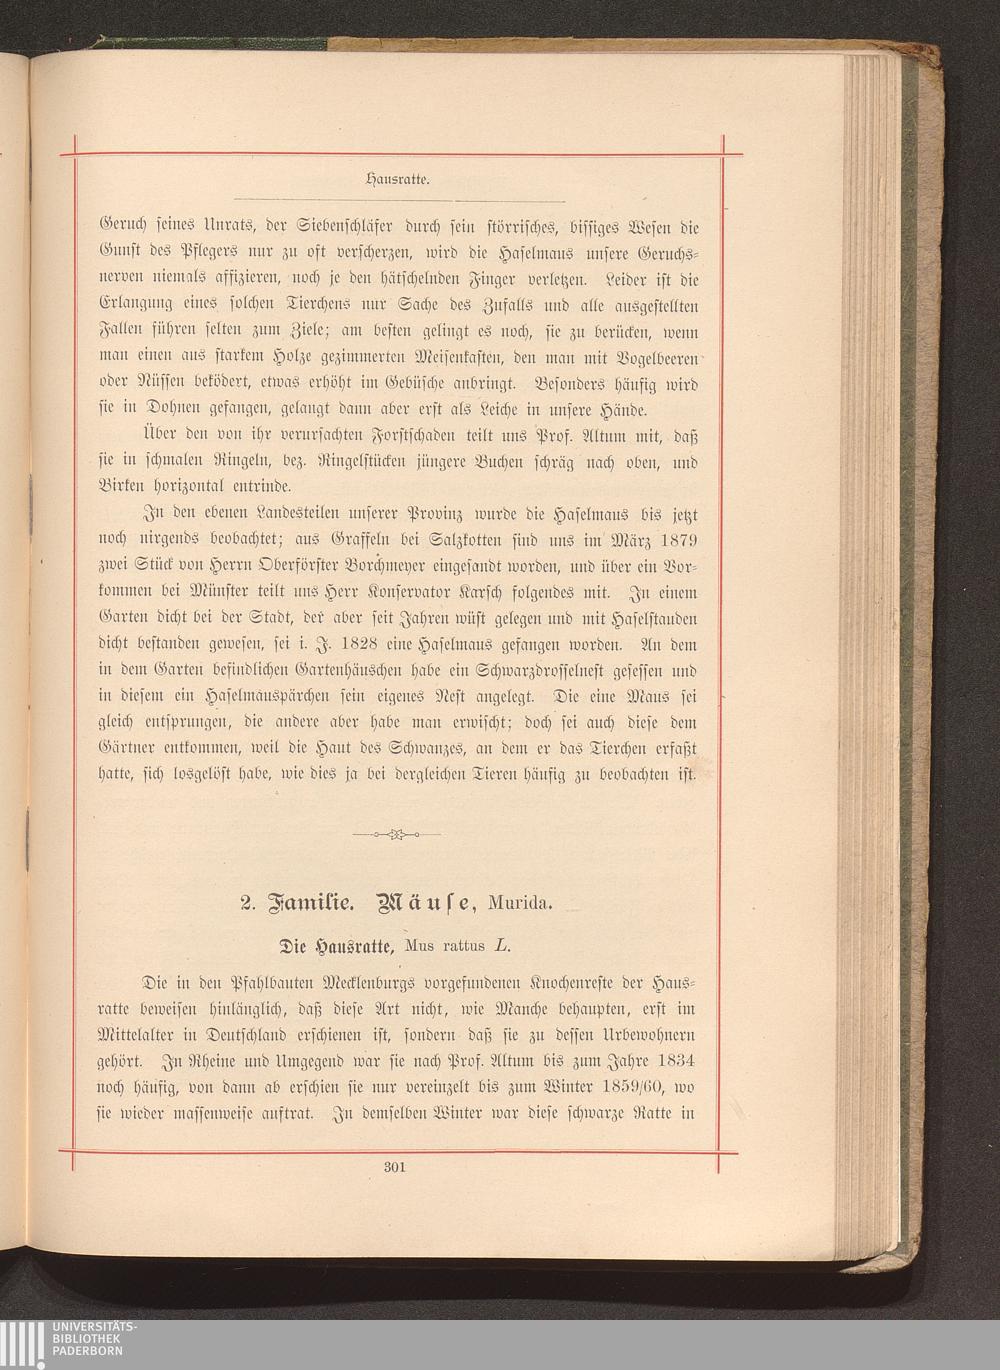 Hausratte.
Geruch seines Unrats, der Siebenschläfer durch sein störrisches, bissiges Wesen die
Gunst des Pflegers nur zu oft verscherzen, wird die Haselmaus unsere Geruchs-
nerven niemals affizieren, noch je den hätschelnden Finger verletzen. Leider ist die
Erlangung eines solchen Tierchens nur Sache des Zufalls und alle ausgestellten
Fallen führen selten zum Ziele; am besten gelingt es noch, sie zu berücken, wenn
man einen aus starkem Holze gezimmerten Meisenkasten, den man mit Vogelbeeren
oder Nüssen beködert, etwas erhöht im Gebüsche anbringt. Besonders häufig wird
sie in Dohnen gefangen, gelangt dann aber erst als Leiche in unsere Hände.
Über den von ihr verursachten Forstschaden teilt uns Prof. Altum mit, daß
sie in schmalen Ringeln, bez. Ringelstücken jüngere Buchen schräg nach oben, und
Birken horizontal entrinde.
In den ebenen Landesteilen unserer Provinz wurde die Haselmaus bis jetzt
noch nirgends beobachtet; aus Graffeln bei Salzkotten sind uns im März 1879
zwei Stück von Herrn Oberförster Borchmeyer eingesandt worden, und über ein Vor-
kommen bei Münster teilt uns Herr Konservator Karsch folgendes mit. In einem
Garten dicht bei der Stadt, der aber seit Jahren wüst gelegen und mit Haselstauden
dicht bestanden gewesen, sei i. J. 1828 eine Haselmaus gefangen worden. An dem
in dem Garten befindlichen Gartenhäuschen habe ein Schwarzdrosselnest gesessen und
in diesem ein Haselmauspärchen sein eigenes Nest angelegt. Die eine Maus sei
gleich entsprungen, die andere aber habe man erwischt; doch sei auch diese dem
Gärtner entkommen, weil die Haut des Schwanzes, an dem er das Tierchen erfaßt
hatte, sich losgelöst habe, wie dies ja bei dergleichen Tieren häufig zu beobachten ist.
2. Familie. Mäuse, Murida.
Die Hausratte, Mus rattus L.
Die in den Pfahlbauten Mecklenburgs vorgefundenen Knochenreste der Haus-
ratte beweisen hinlänglich, daß diese Art nicht, wie Manche behaupten, erst im
Mittelalter in Deutschland erschienen ist, sondern daß sie zu dessen Urbewohnern
gehört. In Rheine und Umgegend war sie nach Prof. Altum bis zum Jahre 1834
noch häufig, von dann ab erschien sie nur vereinzelt bis zum Winter 1859/60, wo
sie wieder massenweise auftrat. In demselben Winter war diese schwarze Ratte in
301
UNIVERSITÄTS-
BIBLIOTHEK
PADERBORN